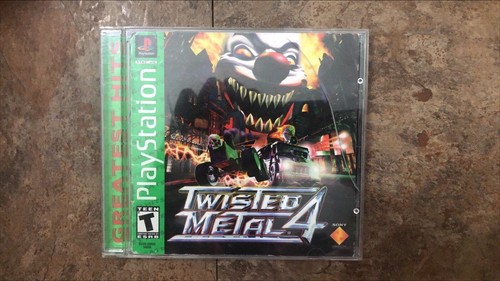 GREATEST HITS
PlayStation
TWISTED
METAL 4
TEEN
T
ESRB
SONY